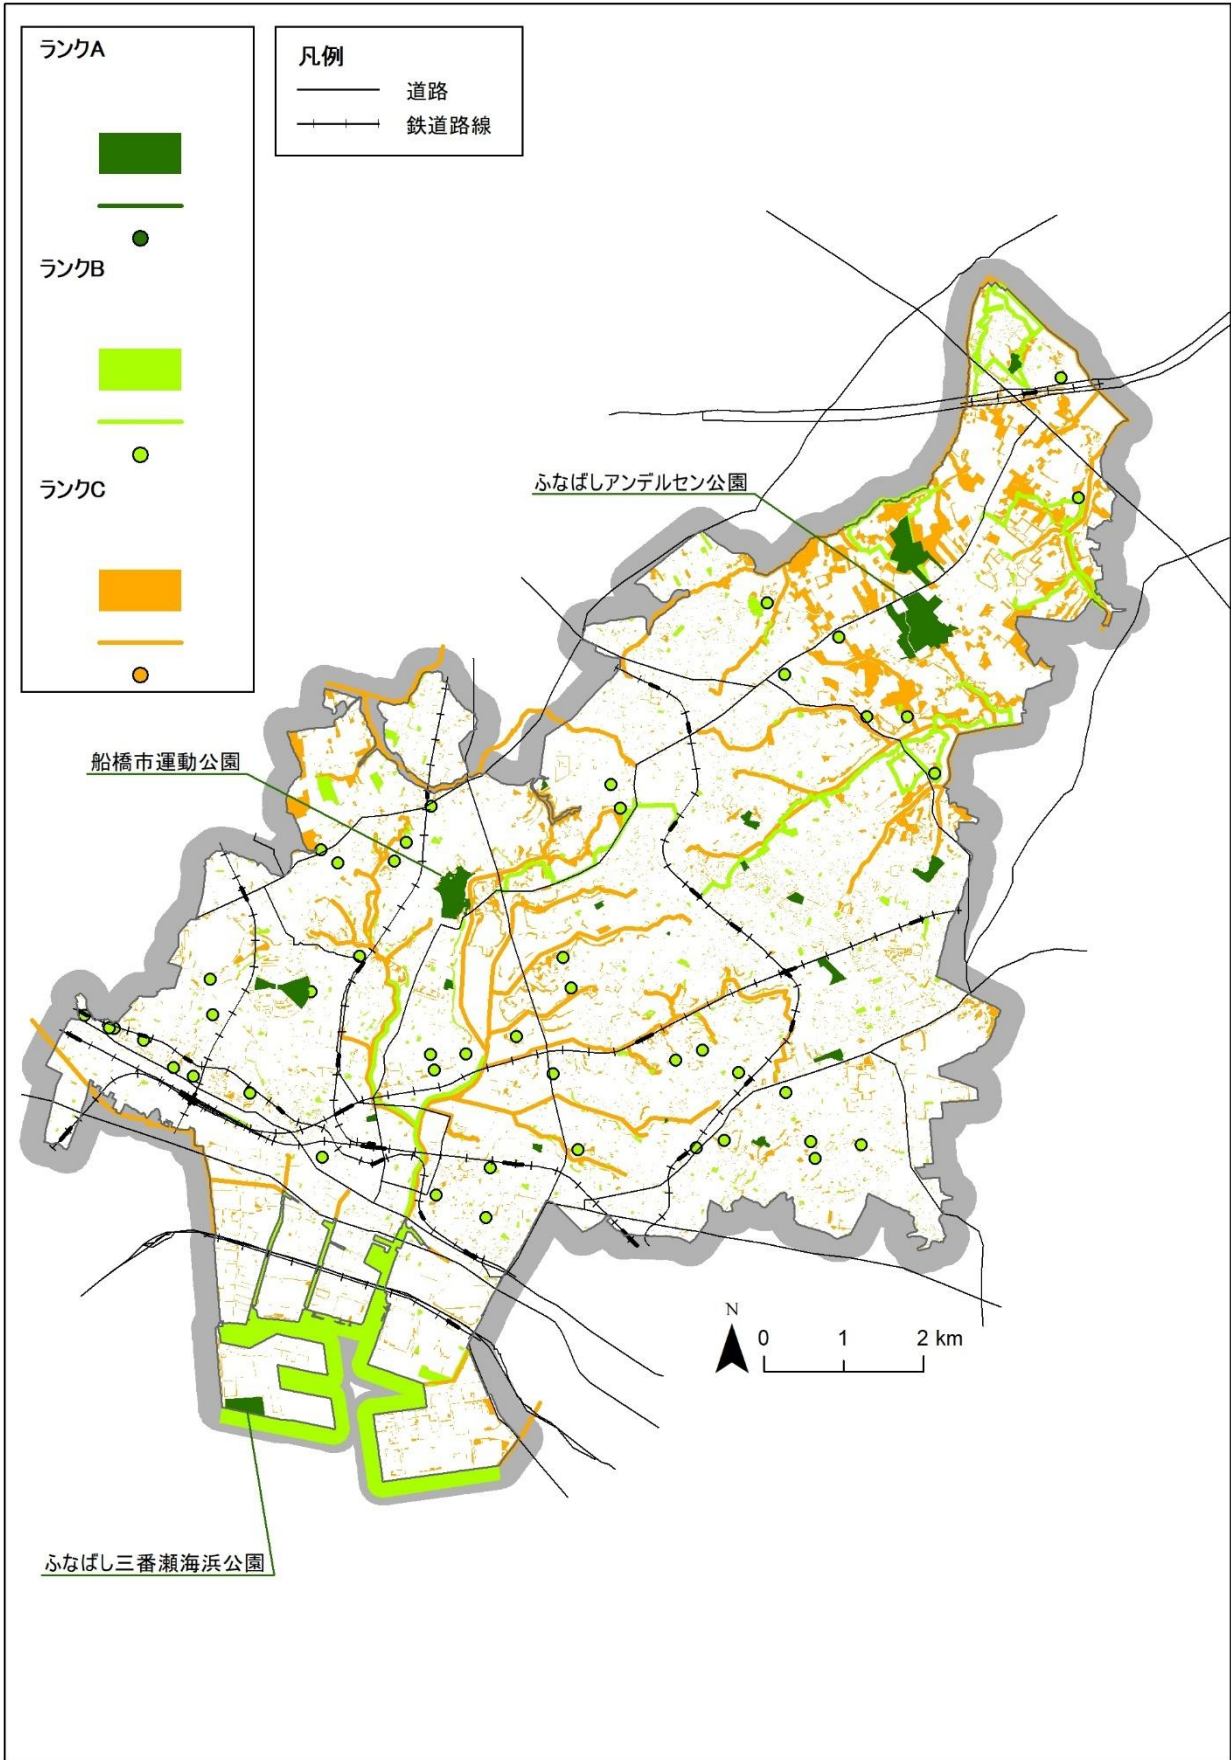 ランクA
ランクB
ランクC
凡例
道路
鉄道路線
ふなばしアンデルセン公園
船橋市運動公園
N
0 1 2 km
ふなばし三番瀬海浜公園